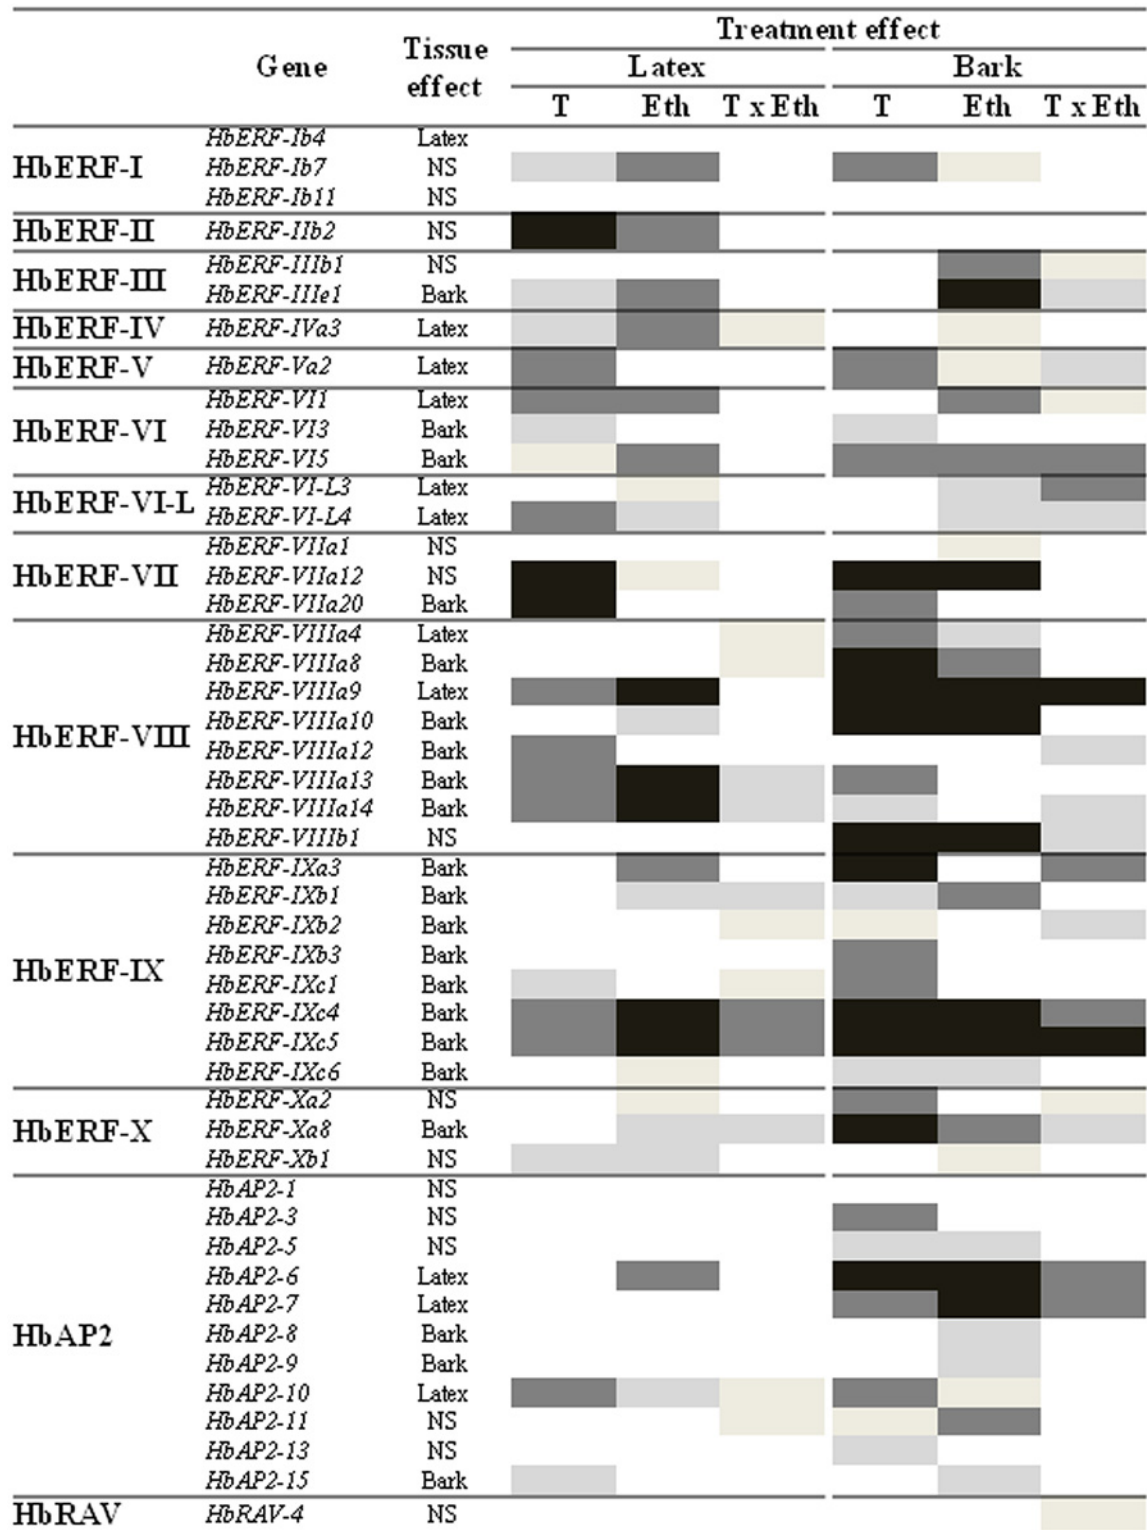 Treatment effect
Gene Tissue effect Latex Bark
T Eth T x Eth T Eth T x Eth
HbERF-I
HbERF-Ib4 Latex
HbERF-Ib7 NS
HbERF-Ib11 NS
HbERF-II
HbERF-IIb2 NS
HbERF-III
HbERF-IIIb1 NS
HbERF-IIIe1 Bark
HbERF-IV
HbERF-IVa3 Latex
HbERF-V
HbERF-Va2 Latex
HbERF-VI
HbERF-VI1 Latex
HbERF-VI3 Bark
HbERF-VI5 Bark
HbERF-VI-L
HbERF-VI-L3 Latex
HbERF-VI-L4 Latex
HbERF-VII
HbERF-VIIa1 NS
HbERF-VIIa12 NS
HbERF-VIIa20 Bark
HbERF-VIII
HbERF-VIIIa4 Latex
HbERF-VIIIa8 Bark
HbERF-VIIIa9 Latex
HbERF-VIIIa10 Bark
HbERF-VIIIa12 Bark
HbERF-VIIIa13 Bark
HbERF-VIIIa14 Bark
HbERF-VIIIb1 NS
HbERF-IX
HbERF-IXa3 Bark
HbERF-IXb1 Bark
HbERF-IXb2 Bark
HbERF-IXb3 Bark
HbERF-IXc1 Bark
HbERF-IXc4 Bark
HbERF-IXc5 Bark
HbERF-IXc6 Bark
HbERF-X
HbERF-Xa2 NS
HbERF-Xa8 Bark
HbERF-Xb1 NS
HbAP2
HbAP2-1 NS
HbAP2-3 NS
HbAP2-5 NS
HbAP2-6 Latex
HbAP2-7 Latex
HbAP2-8 Bark
HbAP2-9 Bark
HbAP2-10 Latex
HbAP2-11 NS
HbAP2-13 NS
HbAP2-15 Bark
HbRAV
HbRAV-4 NS